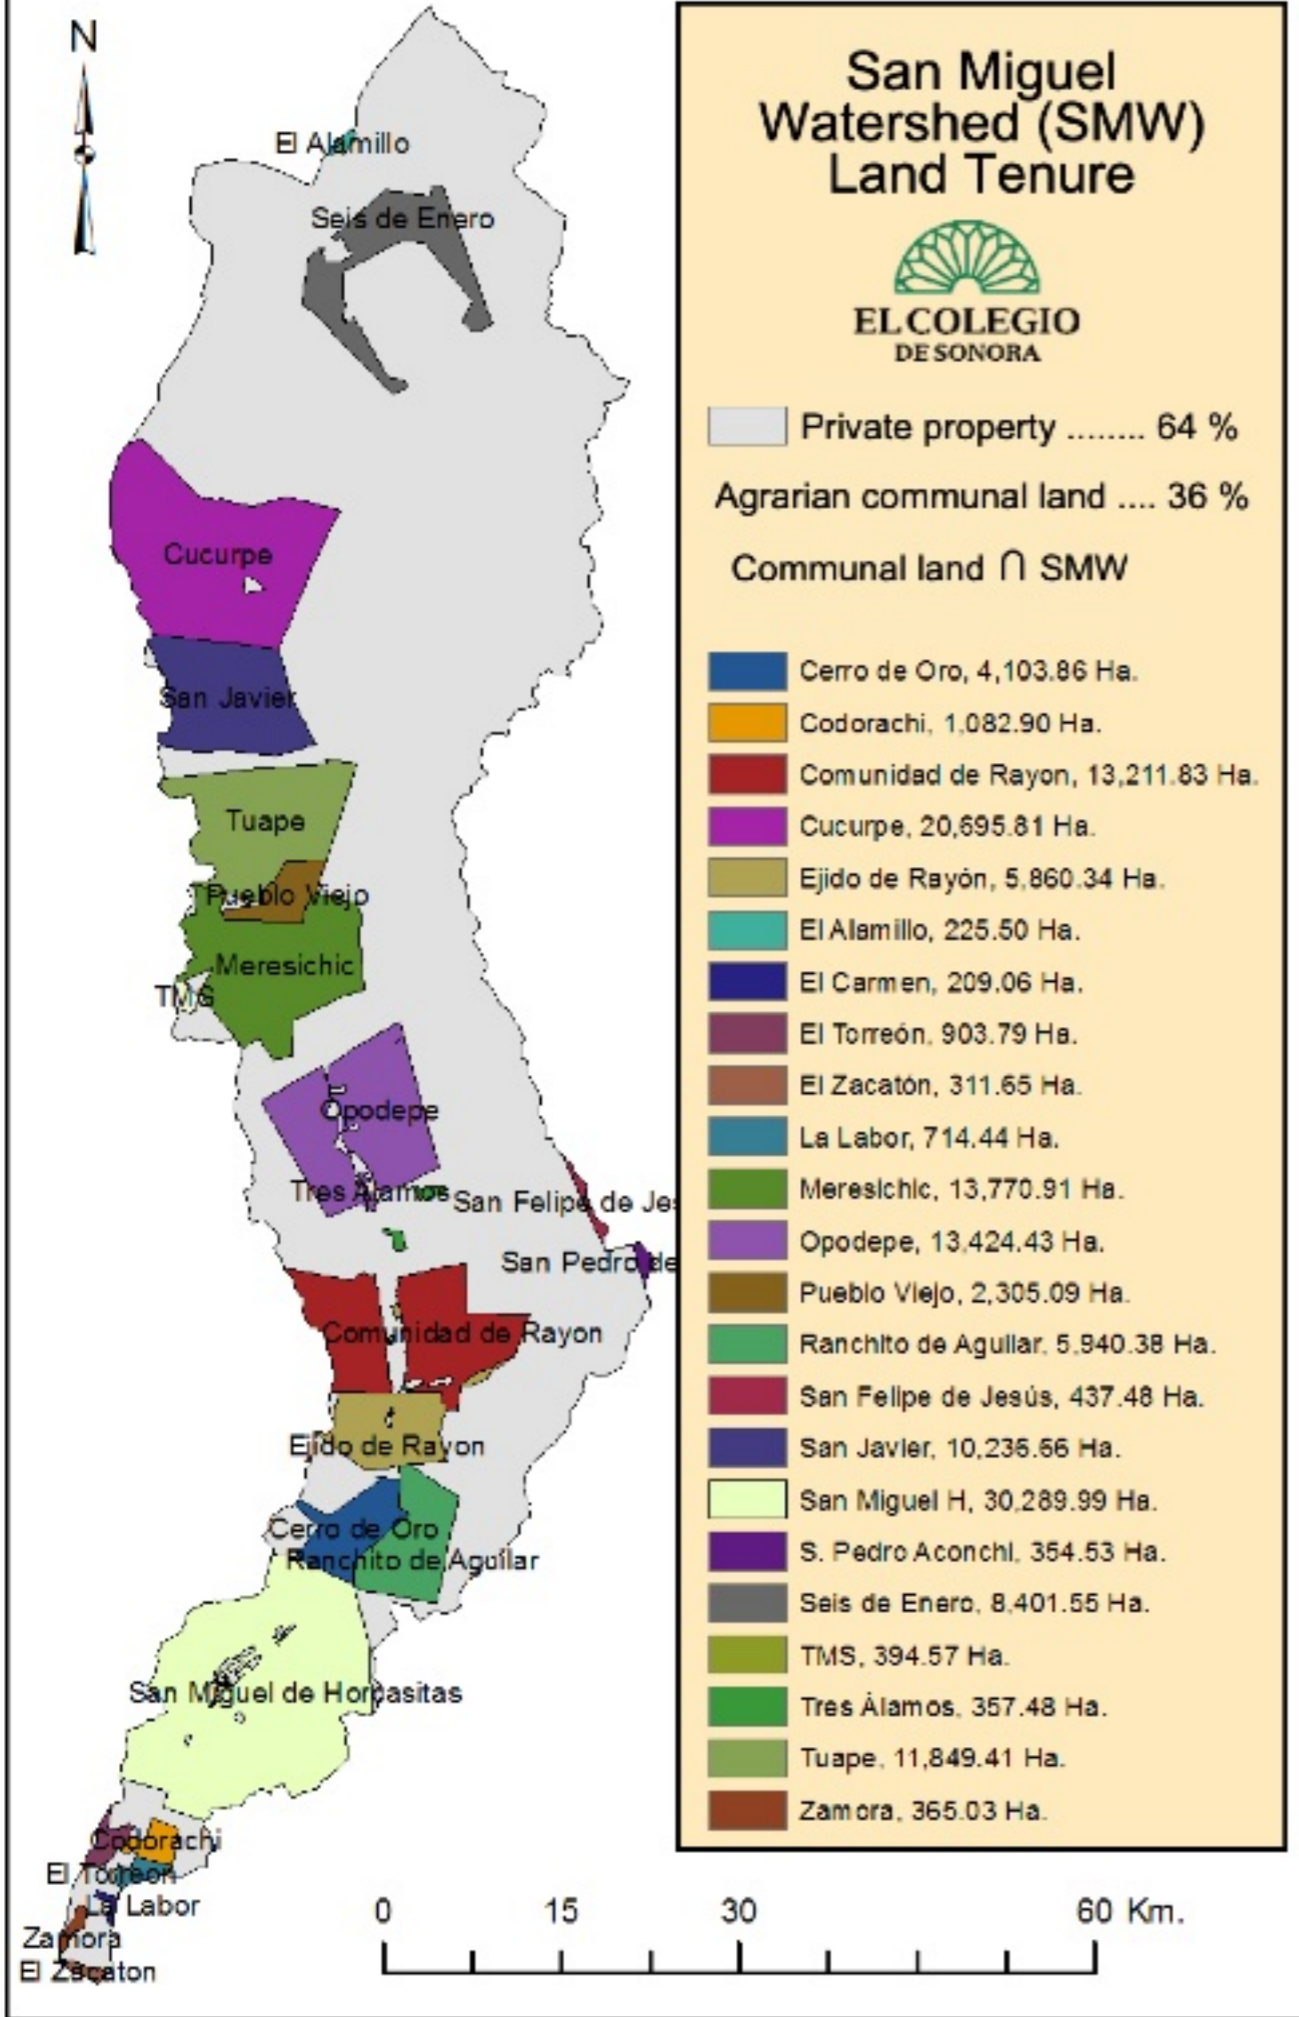 N
El Alamillo
Seis de Enero
Cucurpe
San Javier
Tuape
Pueblo Viejo
Meresichic
Opodepe
Tres Alamos
San Felipe de Jes
San Pedro de
Comunidad de Rayon
Ejido de Rayon
Cerro de Oro
Ranchito de Aguilar
San Miguel de Horcasitas
Codorachi
El Torreon
La Labor
Zamora
El Zacaton
San Miguel
Watershed (SMW)
Land Tenure
EL COLEGIO
DE SONORA
Private property ........ 64 %
Agrarian communal land .... 36 %
Communal land ∩ SMW
Cerro de Oro, 4,103.86 Ha.
Codorachi, 1,082.90 Ha.
Comunidad de Rayon, 13,211.83 Ha.
Cucurpe, 20,695.81 Ha.
Ejido de Rayón, 5,860.34 Ha.
El Alamillo, 225.50 Ha.
El Carmen, 209.06 Ha.
El Torreón, 903.79 Ha.
El Zacatón, 311.65 Ha.
La Labor, 714.44 Ha.
Meresichic, 13,770.91 Ha.
Opodepe, 13,424.43 Ha.
Pueblo Viejo, 2,305.09 Ha.
Ranchito de Aguilar, 5,940.38 Ha.
San Felipe de Jesús, 437.48 Ha.
San Javier, 10,236.66 Ha.
San Miguel H, 30,289.99 Ha.
S. Pedro Aconchi, 354.53 Ha.
Seis de Enero, 8,401.55 Ha.
TMS, 394.57 Ha.
Tres Álamos, 357.48 Ha.
Tuape, 11,849.41 Ha.
Zamora, 365.03 Ha.
0 15 30 60 Km.